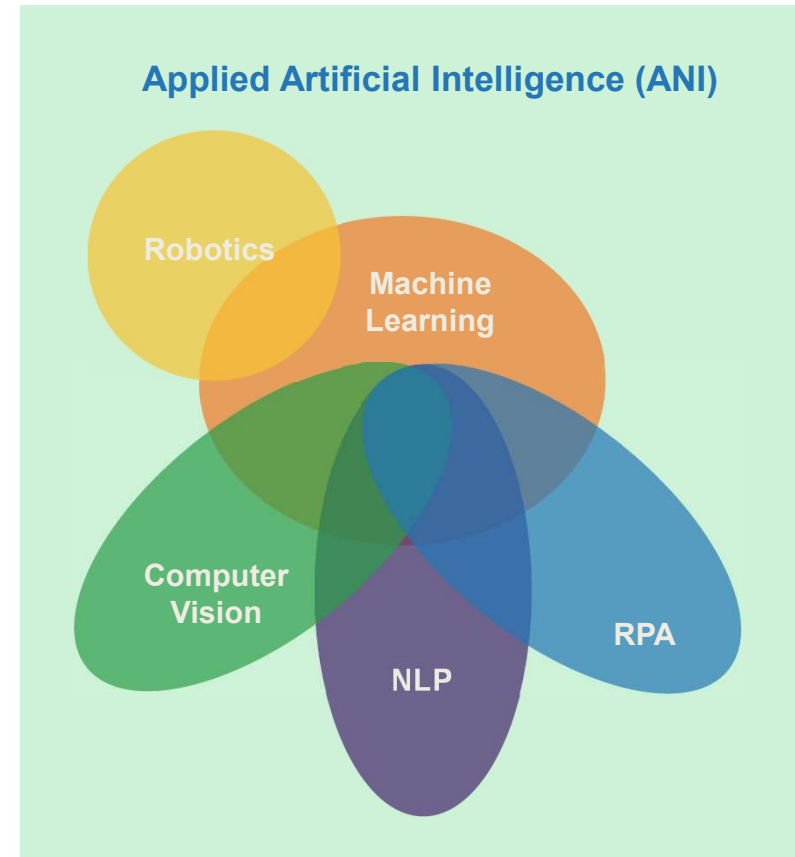 Applied Artificial Intelligence (ANI)
Robotics
Machine
Learning
Computer
Vision
RPA
NLP